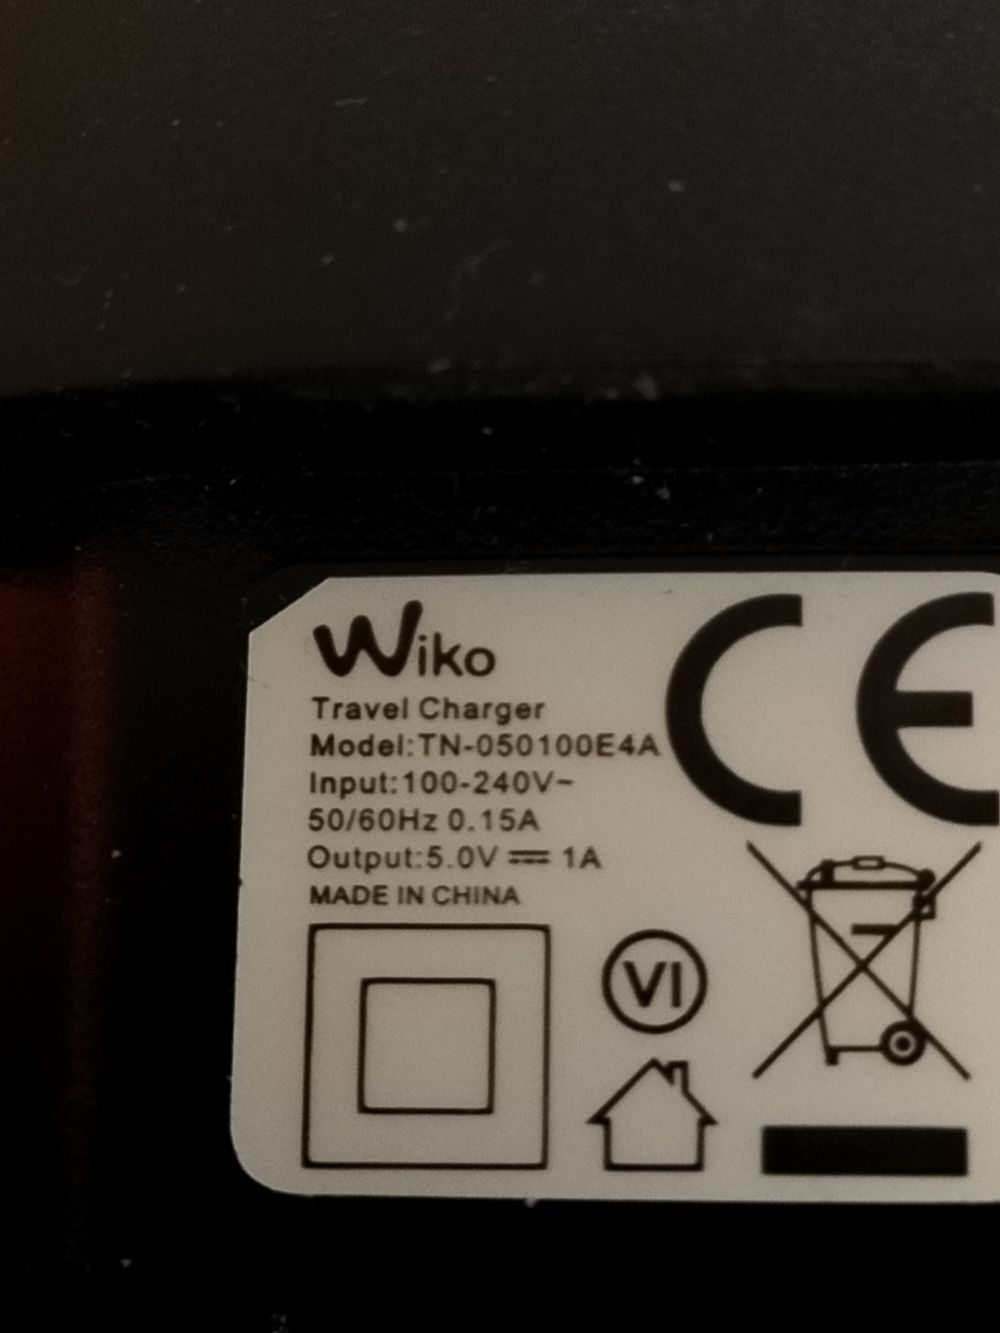 Wiko
Travel Charger
Model:TN-050100E4A
Input:100-240V~
50/60Hz 0.15A
Output:5.0V ⎓ 1A
MADE IN CHINA
CE
VI